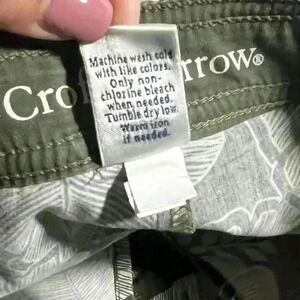 Crof
rrow®
Machine wash cold
with like colors.
Only non-
chlorine bleach
when needed.
Tumble dry low.
Warm iron
if needed.